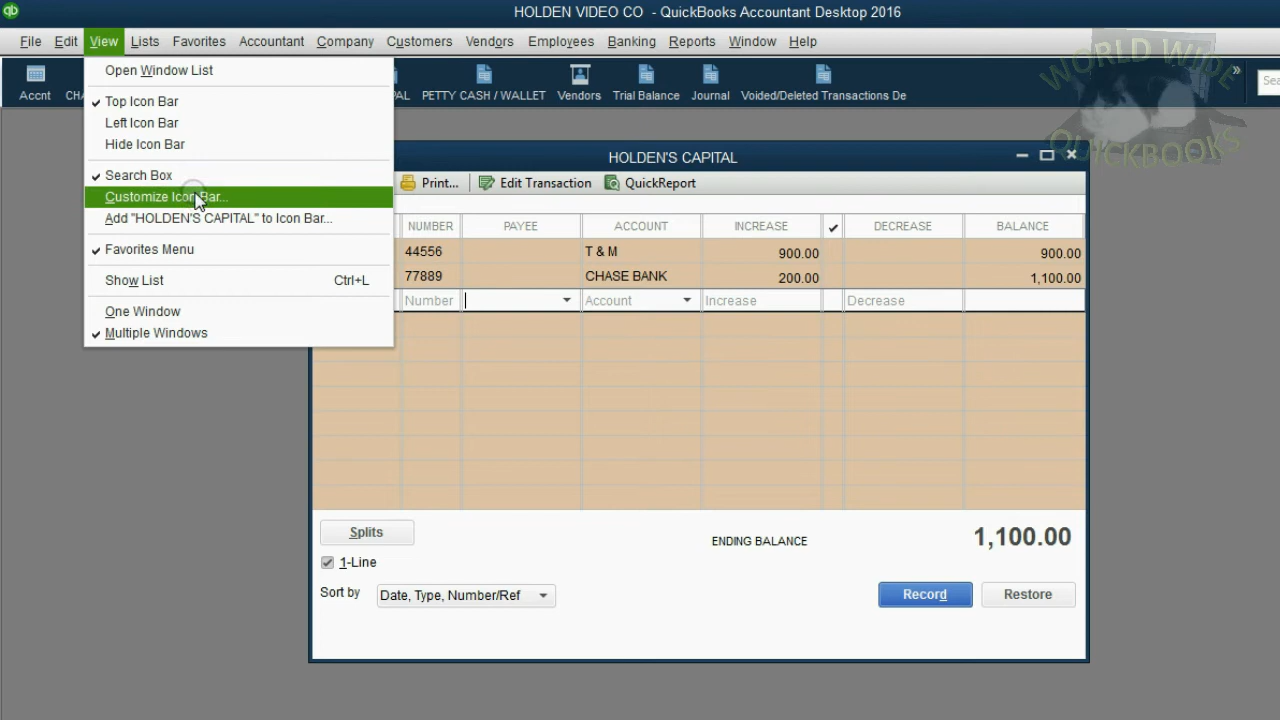 HOLDEN VIDEO CO - QuickBooks Accountant Desktop 2016
File Edit View Lists Favorites Accountant Company Customers Vendors Employees Banking Reports Window Help
Accnt PETTY CASH / WALLET Vendors Trial Balance Journal Voided/Deleted Transactions De
WORLD WIDE
QUICKBOOKS
Open Window List
Top Icon Bar
Left Icon Bar
Hide Icon Bar
Search Box
Customize Icon Bar...
Add "HOLDEN'S CAPITAL" to Icon Bar...
Favorites Menu
Show List Ctrl+L
One Window
Multiple Windows
HOLDEN'S CAPITAL
Print... Edit Transaction QuickReport
NUMBER PAYEE ACCOUNT INCREASE ✓ DECREASE BALANCE
44556 T & M 900.00 900.00
77889 CHASE BANK 200.00 1,100.00
Number Account Increase Decrease
Splits
ENDING BALANCE 1,100.00
1-Line
Sort by Date, Type, Number/Ref
Record Restore